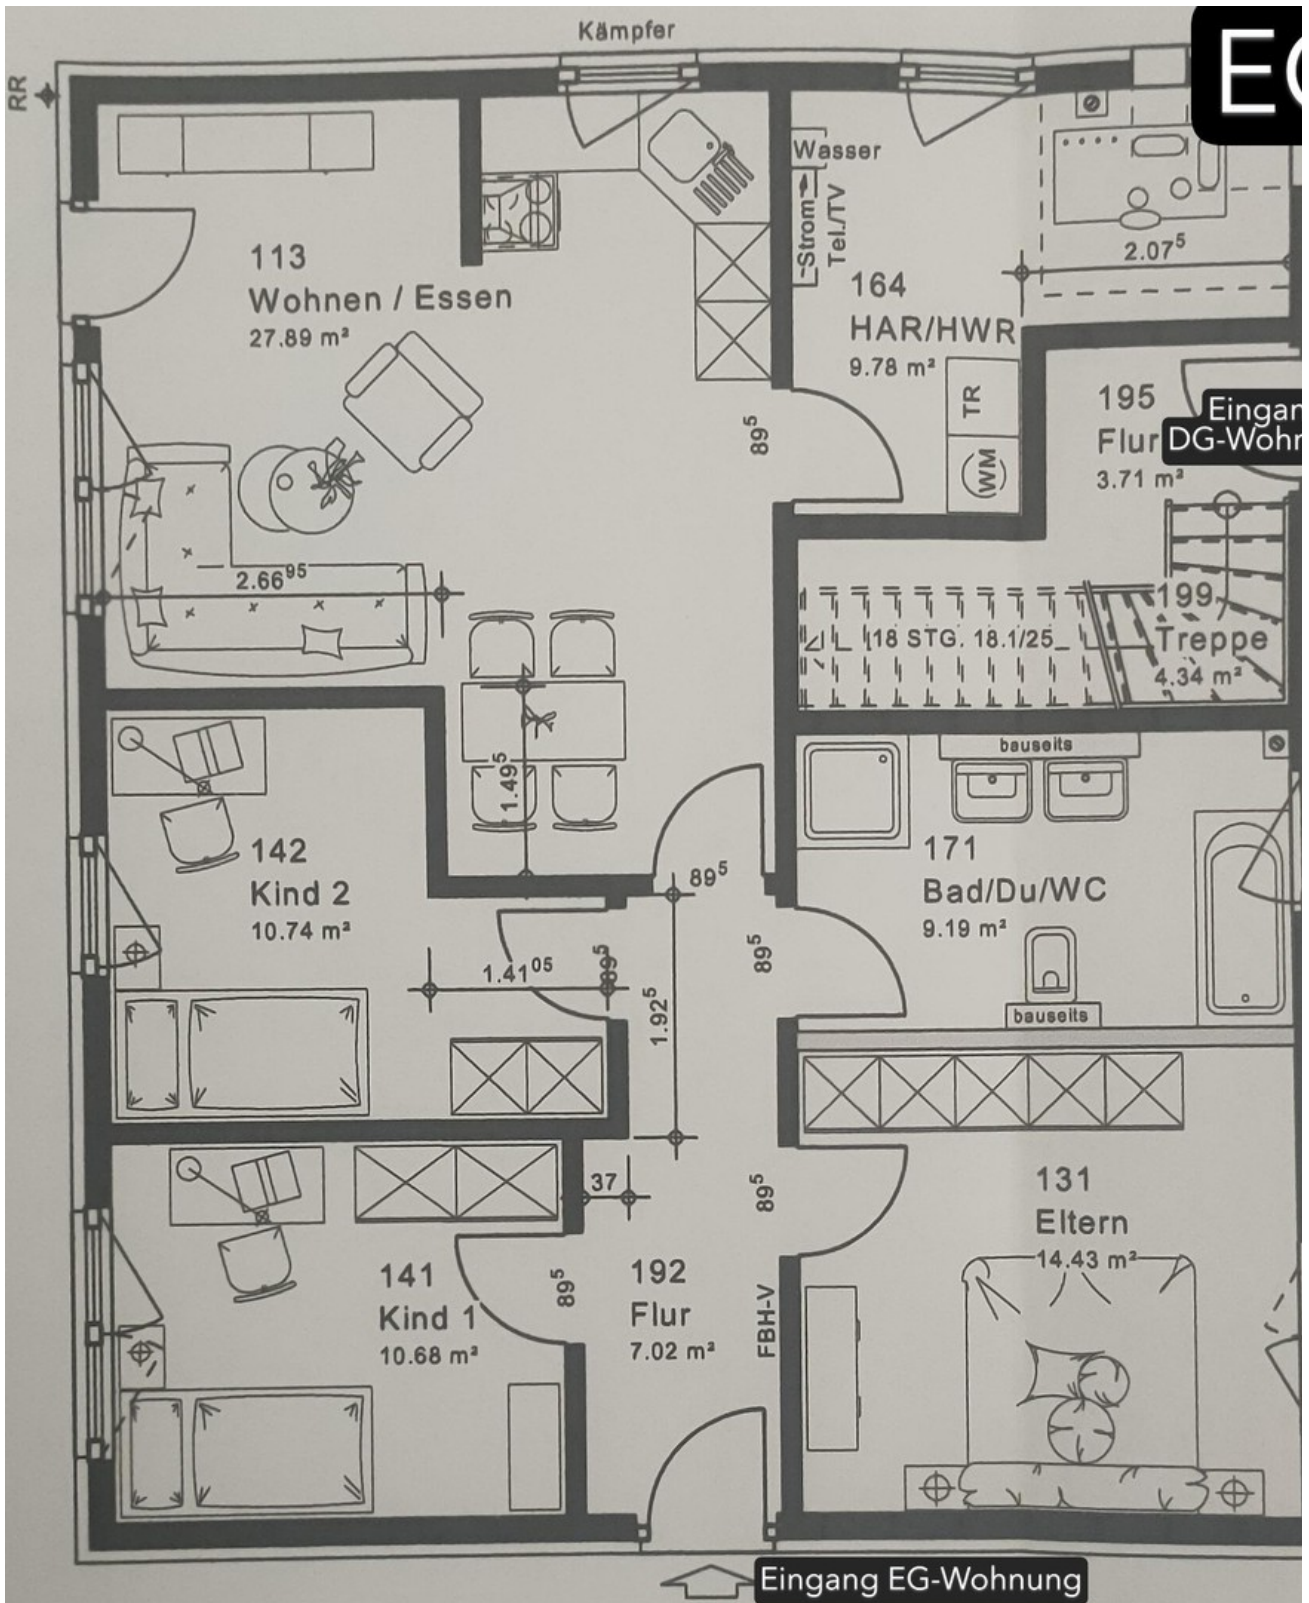 Kämpfer
RR
Wasser
Strom
Tel./TV
2.07⁵
113
Wohnen / Essen
27.89 m²
164
HAR/HWR
9.78 m²
TR
WM
195
Flur
3.71 m²
89⁵
2.66⁹⁵
18 STG. 18.1/25
199
Treppe
4.34 m²
bauseits
1.49⁵
142
Kind 2
10.74 m²
171
Bad/Du/WC
9.19 m²
89⁵
89⁵
89⁵
1.41⁰⁵
1.92⁵
bauseits
37
89⁵
131
Eltern
14.43 m²
141
Kind 1
10.68 m²
89⁵
192
Flur
7.02 m²
FBH-V
Eingang EG-Wohnung